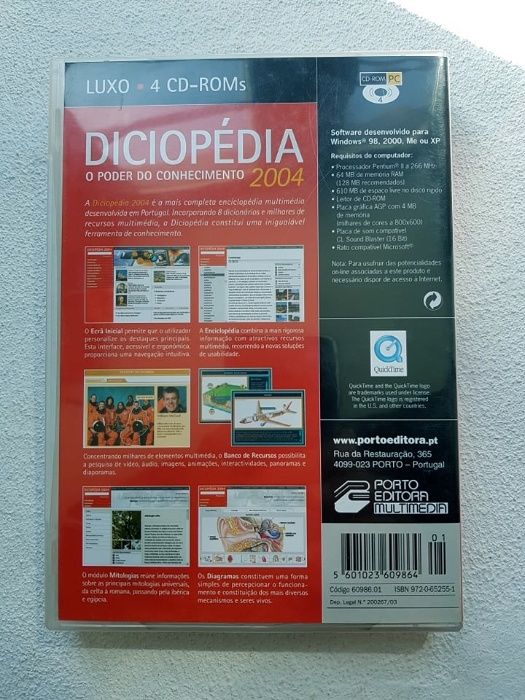 LUXO • 4 CD-ROMs
DICIOPÉDIA
O PODER DO CONHECIMENTO 2004
A Diciopédia 2004 é a mais completa enciclopédia multimédia
desenvolvida em Portugal. Incorporando 8 dicionários e milhares de
recursos multimédia, a Diciopédia constitui uma inigualável
ferramenta de conhecimento.
O Ecrã Inicial permite que o utilizador
personalize os destaques principais.
Esta interface, acessível e ergonómica,
proporciona uma navegação intuitiva.
A Enciclopédia combina a mais rigorosa
informação com atractivos recursos
multimédia, recorrendo a novas soluções
de usabilidade.
Concentrando milhares de elementos multimédia, o Banco de Recursos possibilita
a pesquisa de vídeo, áudio, imagens, animações, interactividades, panoramas e
diaporamas.
O módulo Mitologias reúne informações
sobre as principais mitologias universais,
da celta à romana, passando pela ibérica
e egípcia.
Os Diagramas constituem uma forma
simples de percepcionar o funciona-
mento e constituição dos mais diversos
mecanismos e seres vivos.
CD-ROM PC
4
Software desenvolvido para
Windows® 98, 2000, Me ou XP
Requisitos de computador:
• Processador Pentium® II a 266 MHz
• 64 MB de memória RAM
(128 MB recomendados)
• 610 MB de espaço livre no disco rígido
• Leitor de CD-ROM
• Placa gráfica AGP com 4 MB
de memória
(milhares de cores a 800x600)
• Placa de som compatível
CL Sound Blaster (16 Bit)
• Rato compatível Microsoft®
Nota: Para usufruir das potencialidades
on-line associadas a este produto é
necessário dispor de acesso à Internet.
QuickTime
QuickTime and the QuickTime logo
are trademarks used under license.
The QuickTime logo is registered
in the U.S. and other countries.
www.portoeditora.pt
Rua da Restauração, 365
4099-023 PORTO – Portugal
PORTO
EDITORA
MULTIMEDIA
01
5 601023 609864
Código 60986.01 ISBN 972-0-65255-1
Dep. Legal N.º 200267/03